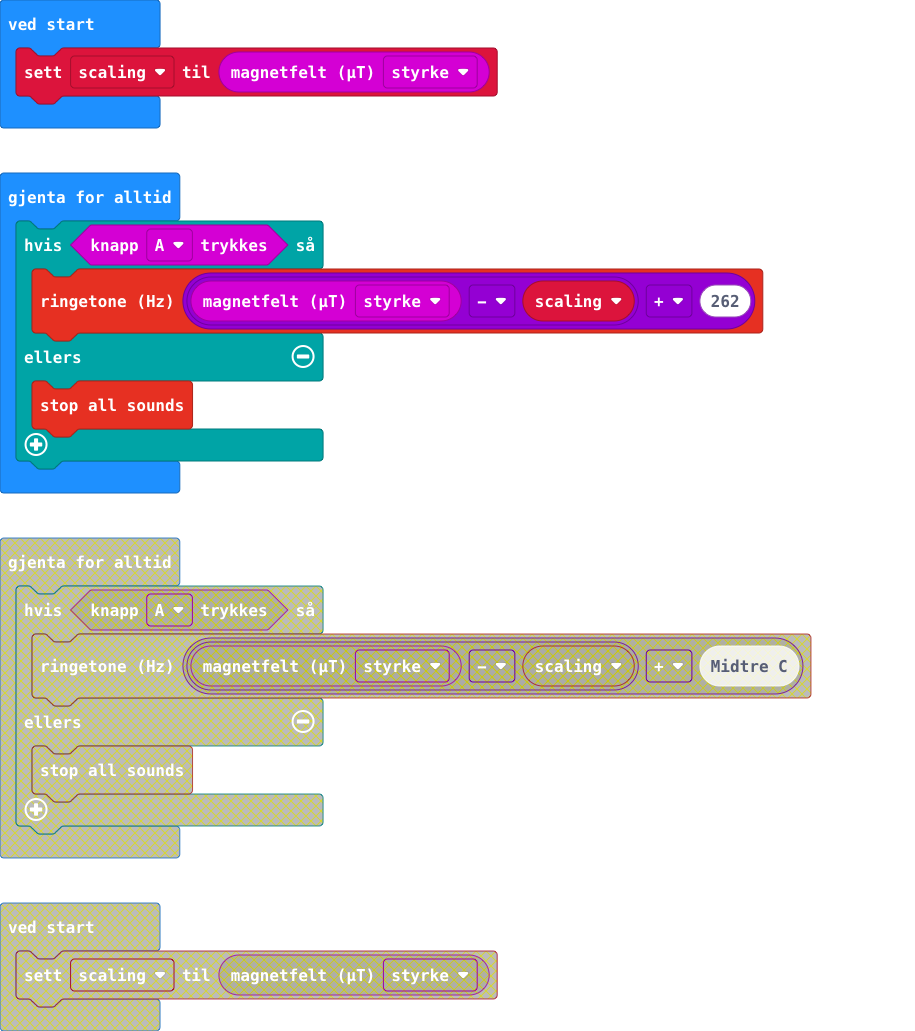 ved start
sett scaling til magnetfelt (µT) styrke
gjenta for alltid
hvis knapp A trykkes så
ringetone (Hz) magnetfelt (µT) styrke - scaling + 262
ellers
stop all sounds
gjenta for alltid
hvis knapp A trykkes så
ringetone (Hz) magnetfelt (µT) styrke - scaling + Midtre C
ellers
stop all sounds
ved start
sett scaling til magnetfelt (µT) styrke